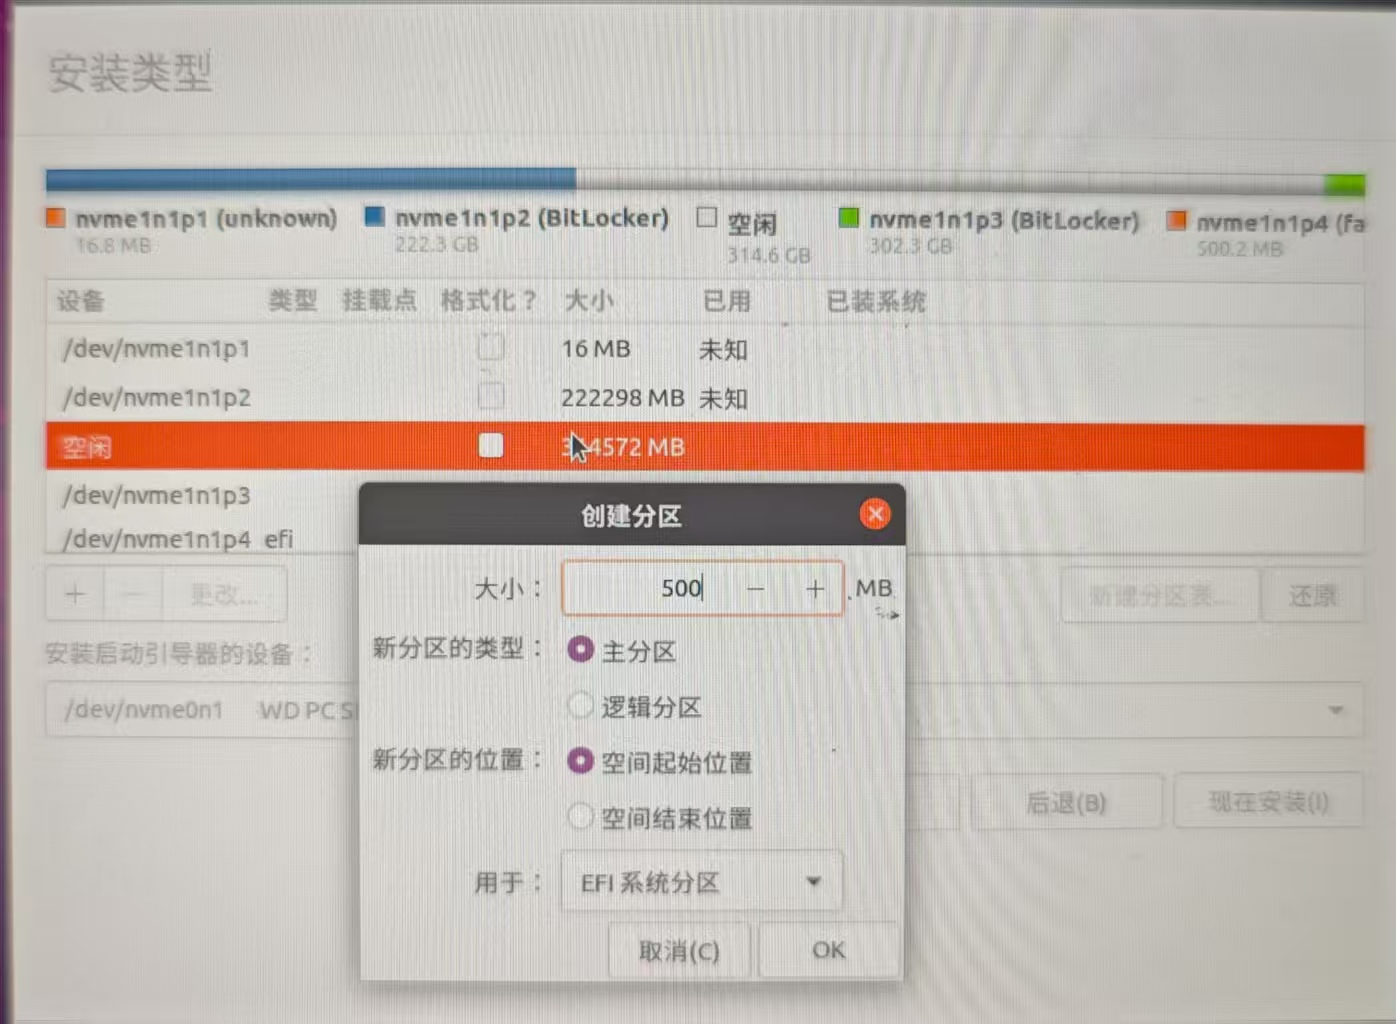 安装类型
nvme1n1p1 (unknown) nvme1n1p2 (BitLocker) 空闲 nvme1n1p3 (BitLocker) nvme1n1p4 (fa
16.8 MB 222.3 GB 314.6 GB 302.3 GB 500.2 MB
设备 类型 挂载点 格式化？ 大小 已用 已装系统
/dev/nvme1n1p1 16 MB 未知
/dev/nvme1n1p2 222298 MB 未知
空闲 4572 MB
/dev/nvme1n1p3
/dev/nvme1n1p4 efi
创建分区
大小： 500 − + MB
新分区的类型： 主分区
逻辑分区
新分区的位置： 空间起始位置
空间结束位置
用于： EFI 系统分区
取消(C) OK
+ − 更改... 新建分区表... 还原
安装启动引导器的设备：
/dev/nvme0n1 WD PC
后退(B) 现在安装(I)